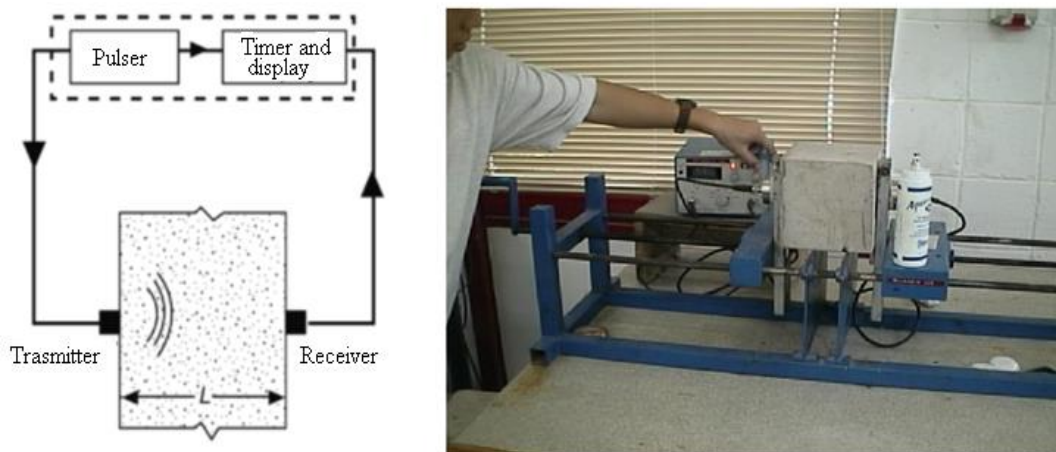 Pulser
Timer and
display
Trasmitter
Receiver
L